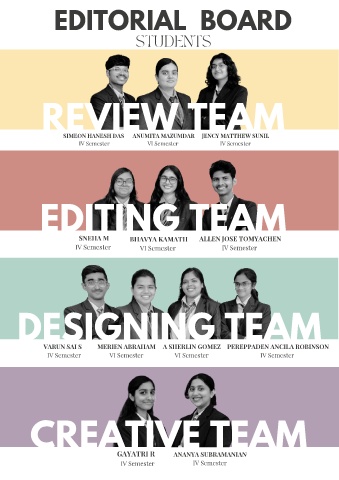 EDITORIAL BOARD
STUDENTS
REVIEW TEAM
SIMEON HANESH DAS ANUMITA MAZUMDAR JENCY MATTHEW SUNIL
IV Semester VI Semester IV Semester
EDITING TEAM
SNEHA M BHAVYA KAMATH ALLEN JOSE TOMYACHEN
IV Semester VI Semester IV Semester
DESIGNING TEAM
VARUN SAI S MERIEN ABRAHAM A SHERLIN GOMEZ PEREPPADEN ANCILA ROBINSON
IV Semester VI Semester VI Semester IV Semester
CREATIVE TEAM
GAYATRI R ANANYA SUBRAMANIAN
IV Semester IV Semester